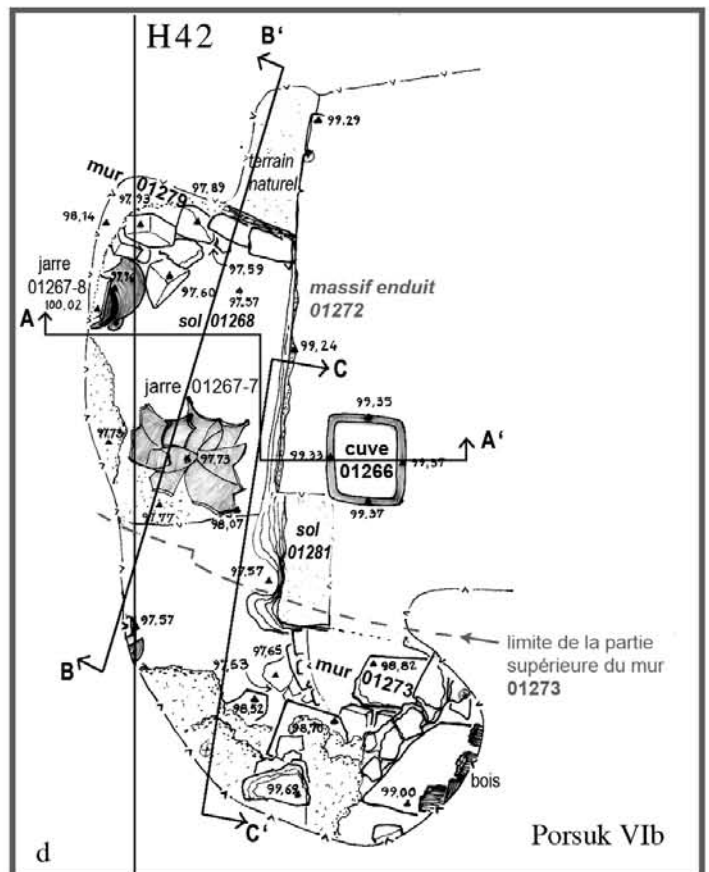 H42
B'
99,29
terrain
naturel
mur 01279
97,89
97,93
98,14
jarre
01267-8
100,02
97,59
97,60
97,57
massif enduit
01272
sol 01268
A
99,24
C
jarre 01267-7
99,35
97,73
97,73
99,33
cuve
01266
99,37
A'
99,37
97,77
98,07
sol
01281
97,57
97,57
limite de la partie
supérieure du mur
01273
B
97,63
97,65
mur 01273
98,82
98,52
98,70
99,68
99,00
bois
C'
d
Porsuk VIb